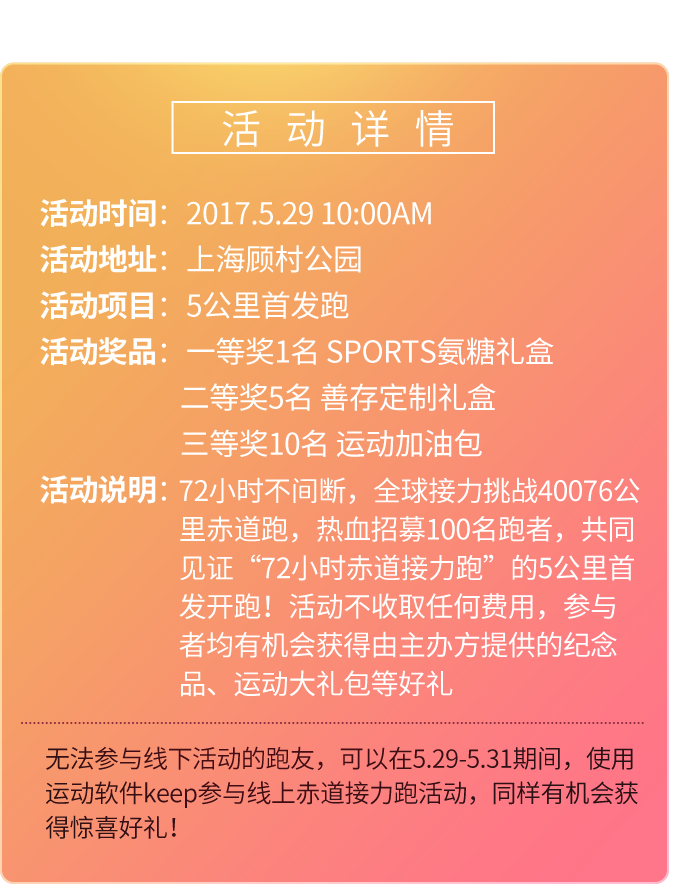 活动详情
活动时间：2017.5.29 10:00AM
活动地址：上海顾村公园
活动项目：5公里首发跑
活动奖品：一等奖1名 SPORTS氨糖礼盒
二等奖5名 善存定制礼盒
三等奖10名 运动加油包
活动说明：72小时不间断，全球接力挑战40076公
里赤道跑，热血招募100名跑者，共同
见证“72小时赤道接力跑”的5公里首
发开跑！活动不收取任何费用，参与
者均有机会获得由主办方提供的纪念
品、运动大礼包等好礼
无法参与线下活动的跑友，可以在5.29-5.31期间，使用
运动软件keep参与线上赤道接力跑活动，同样有机会获
得惊喜好礼！